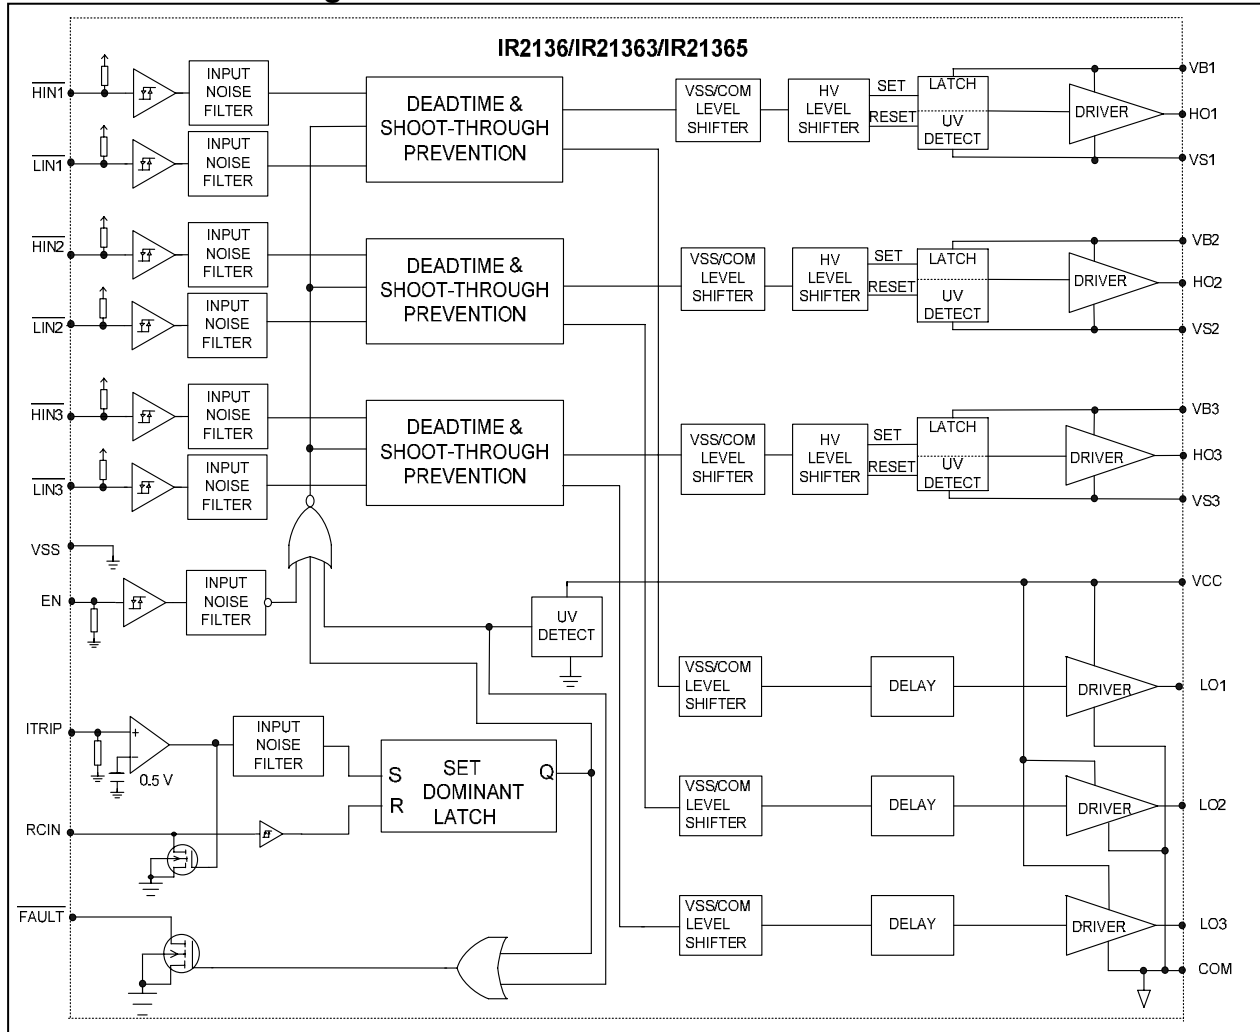 IR2136/IR21363/IR21365
HIN1
INPUT
NOISE
FILTER
LIN1
INPUT
NOISE
FILTER
DEADTIME &
SHOOT-THROUGH
PREVENTION
VSS/COM
LEVEL
SHIFTER
HV
LEVEL
SHIFTER
SET
RESET
LATCH
UV
DETECT
DRIVER
VB1
HO1
VS1
HIN2
INPUT
NOISE
FILTER
LIN2
INPUT
NOISE
FILTER
DEADTIME &
SHOOT-THROUGH
PREVENTION
VSS/COM
LEVEL
SHIFTER
HV
LEVEL
SHIFTER
SET
RESET
LATCH
UV
DETECT
DRIVER
VB2
HO2
VS2
HIN3
INPUT
NOISE
FILTER
LIN3
INPUT
NOISE
FILTER
DEADTIME &
SHOOT-THROUGH
PREVENTION
VSS/COM
LEVEL
SHIFTER
HV
LEVEL
SHIFTER
SET
RESET
LATCH
UV
DETECT
DRIVER
VB3
HO3
VS3
VSS
EN
INPUT
NOISE
FILTER
UV
DETECT
VCC
VSS/COM
LEVEL
SHIFTER
DELAY
DRIVER
LO1
ITRIP
+
−
0.5 V
INPUT
NOISE
FILTER
S
R
SET
DOMINANT
LATCH
Q
RCIN
VSS/COM
LEVEL
SHIFTER
DELAY
DRIVER
LO2
FAULT
VSS/COM
LEVEL
SHIFTER
DELAY
DRIVER
LO3
COM